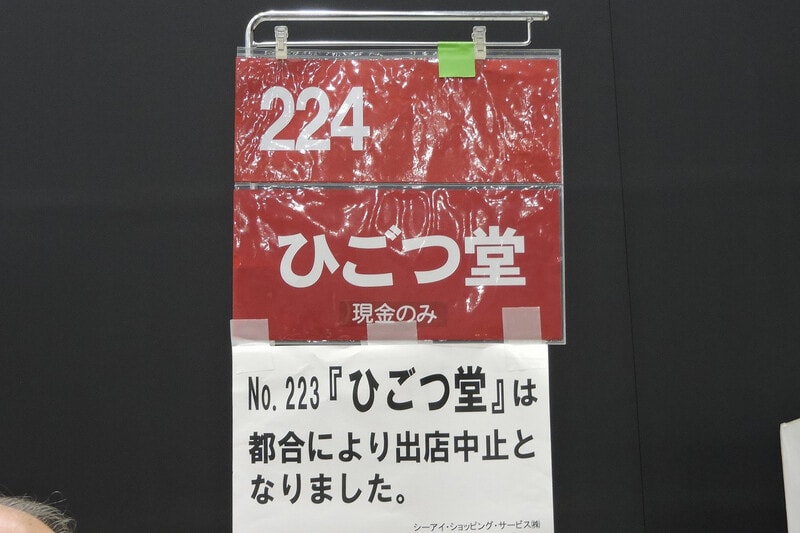 224
ひごつ堂
現金のみ
No. 223『ひごつ堂』は
都合により出店中止と
なりました。
シーアイ・ショッピング・サービス㈱